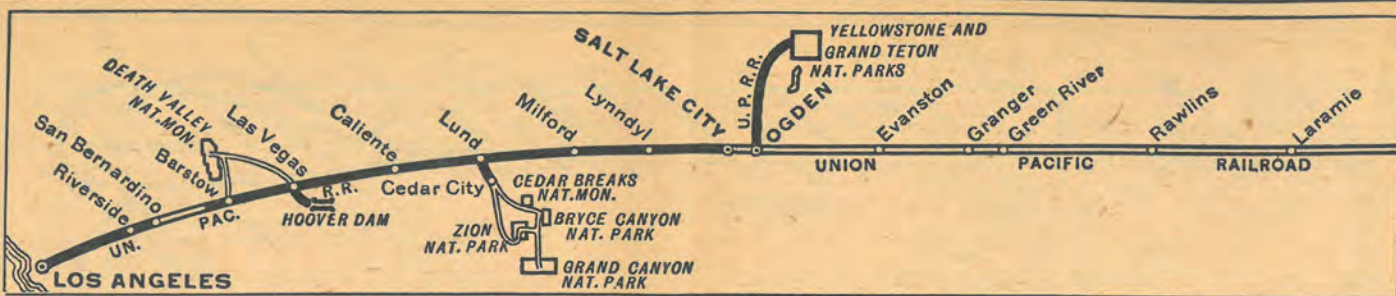 LOS ANGELES
UN.
PAC.
R.R.
Riverside
San Bernardino
Barstow
DEATH VALLEY
NAT. MON.
Las Vegas
HOOVER DAM
Caliente
Lund
Cedar City
CEDAR BREAKS
NAT. MON.
BRYCE CANYON
NAT. PARK
ZION
NAT. PARK
GRAND CANYON
NAT. PARK
Milford
Lynndyl
SALT LAKE CITY
U.P. R.R.
OGDEN
YELLOWSTONE AND
GRAND TETON
NAT. PARKS
Evanston
Granger
Green River
Rawlins
Laramie
UNION
PACIFIC
RAILROAD